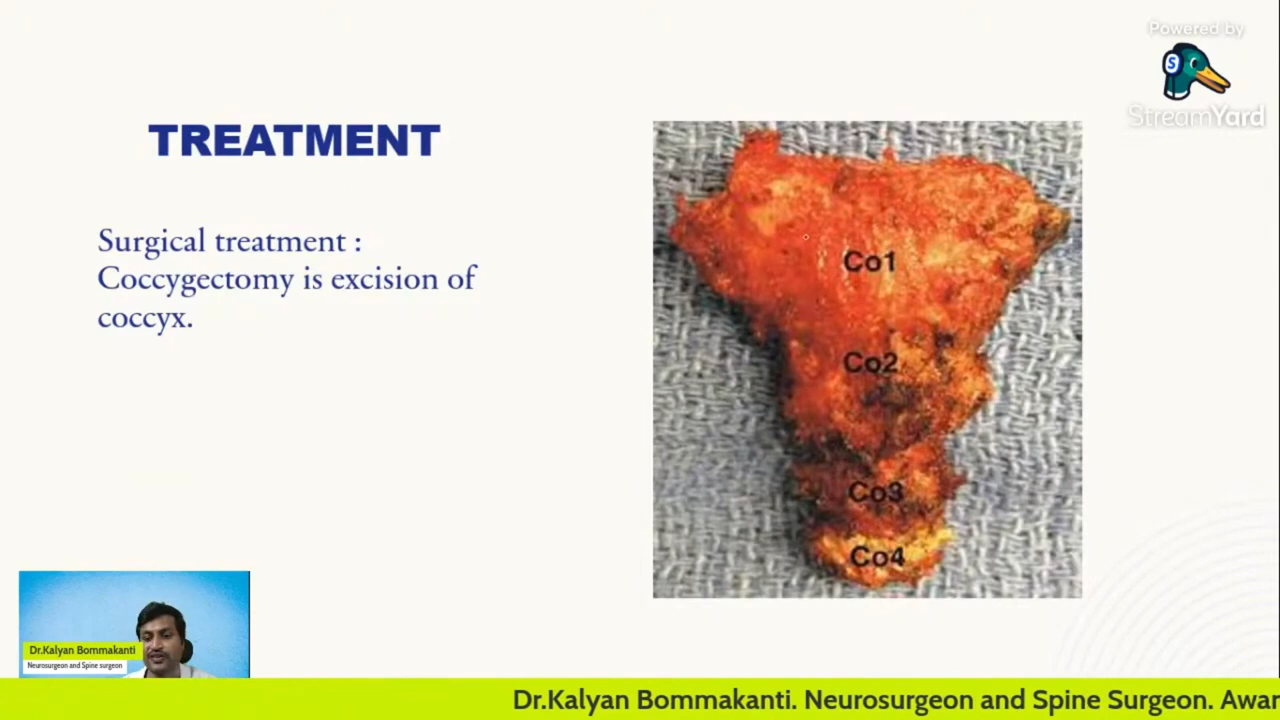 Powered by
S
StreamYard
TREATMENT
Surgical treatment :
Coccygectomy is excision of
coccyx.
Co1
Co2
Co3
Co4
Dr.Kalyan Bommakanti
Neurosurgeon and Spine surgeon
Dr.Kalyan Bommakanti. Neurosurgeon and Spine Surgeon. Awar